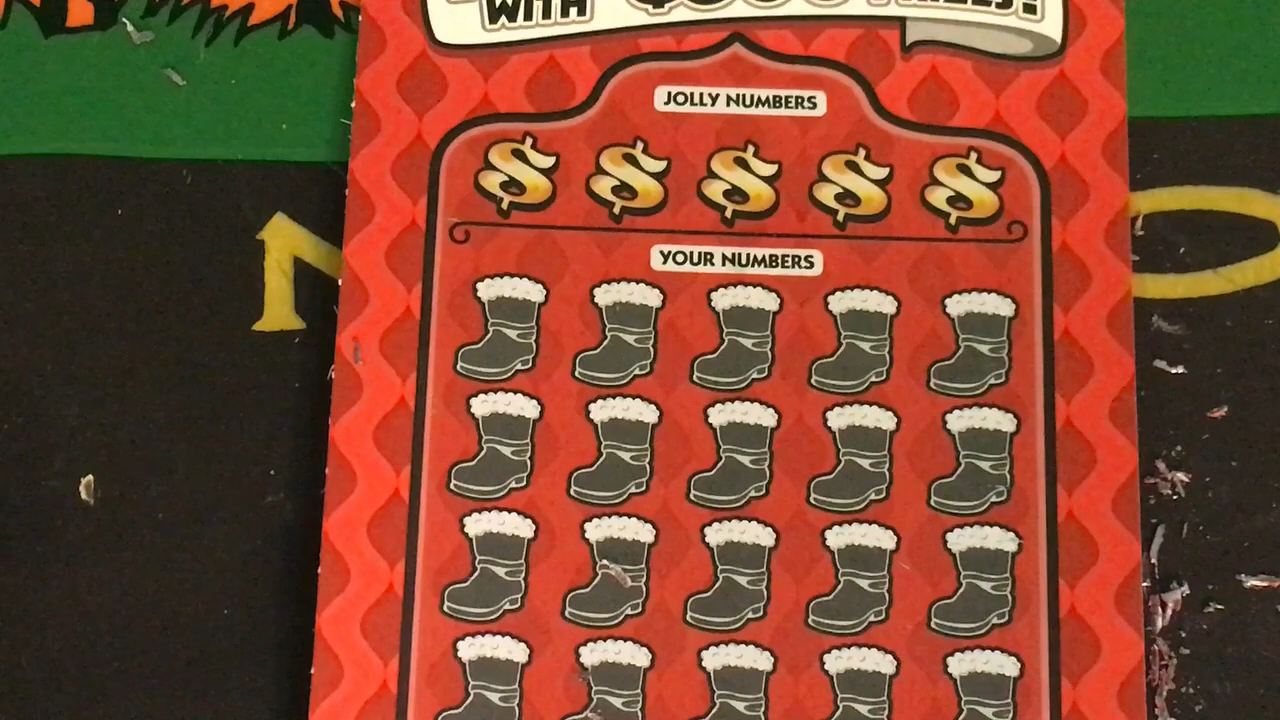 WITH
JOLLY NUMBERS
$ $ $ $ $
YOUR NUMBERS
N O